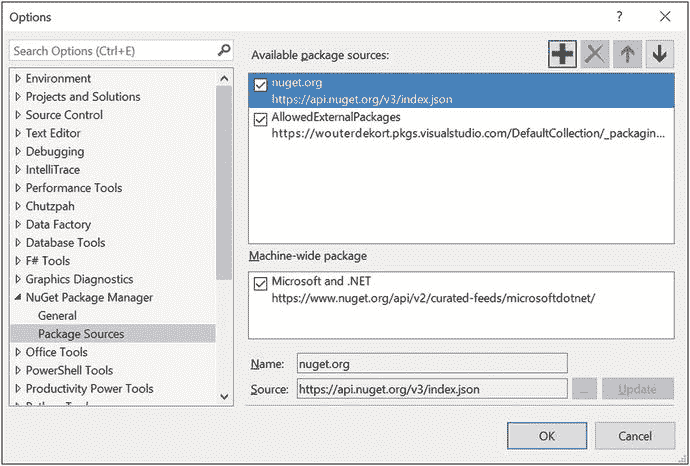 Options
?
Search Options (Ctrl+E)
Environment
Projects and Solutions
Source Control
Text Editor
Debugging
IntelliTrace
Performance Tools
Chutzpah
Data Factory
Database Tools
F# Tools
Graphics Diagnostics
NuGet Package Manager
General
Package Sources
Office Tools
PowerShell Tools
Productivity Power Tools
Available package sources:
nuget.org
https://api.nuget.org/v3/index.json
AllowedExternalPackages
https://wouterdekort.pkgs.visualstudio.com/DefaultCollection/_packagin...
Machine-wide package
Microsoft and .NET
https://www.nuget.org/api/v2/curated-feeds/microsoftdotnet/
Name: nuget.org
Source: https://api.nuget.org/v3/index.json ... Update
OK Cancel